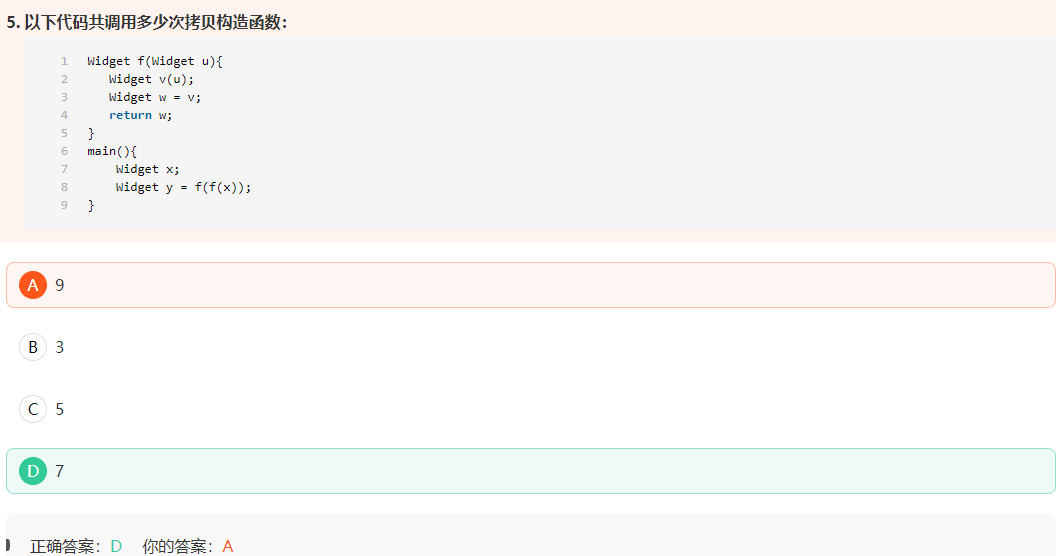 5. 以下代码共调用多少次拷贝构造函数：
1 Widget f(Widget u){
2 Widget v(u);
3 Widget w = v;
4 return w;
5 }
6 main(){
7 Widget x;
8 Widget y = f(f(x));
9 }
A 9
B 3
C 5
D 7
正确答案：D 你的答案：A